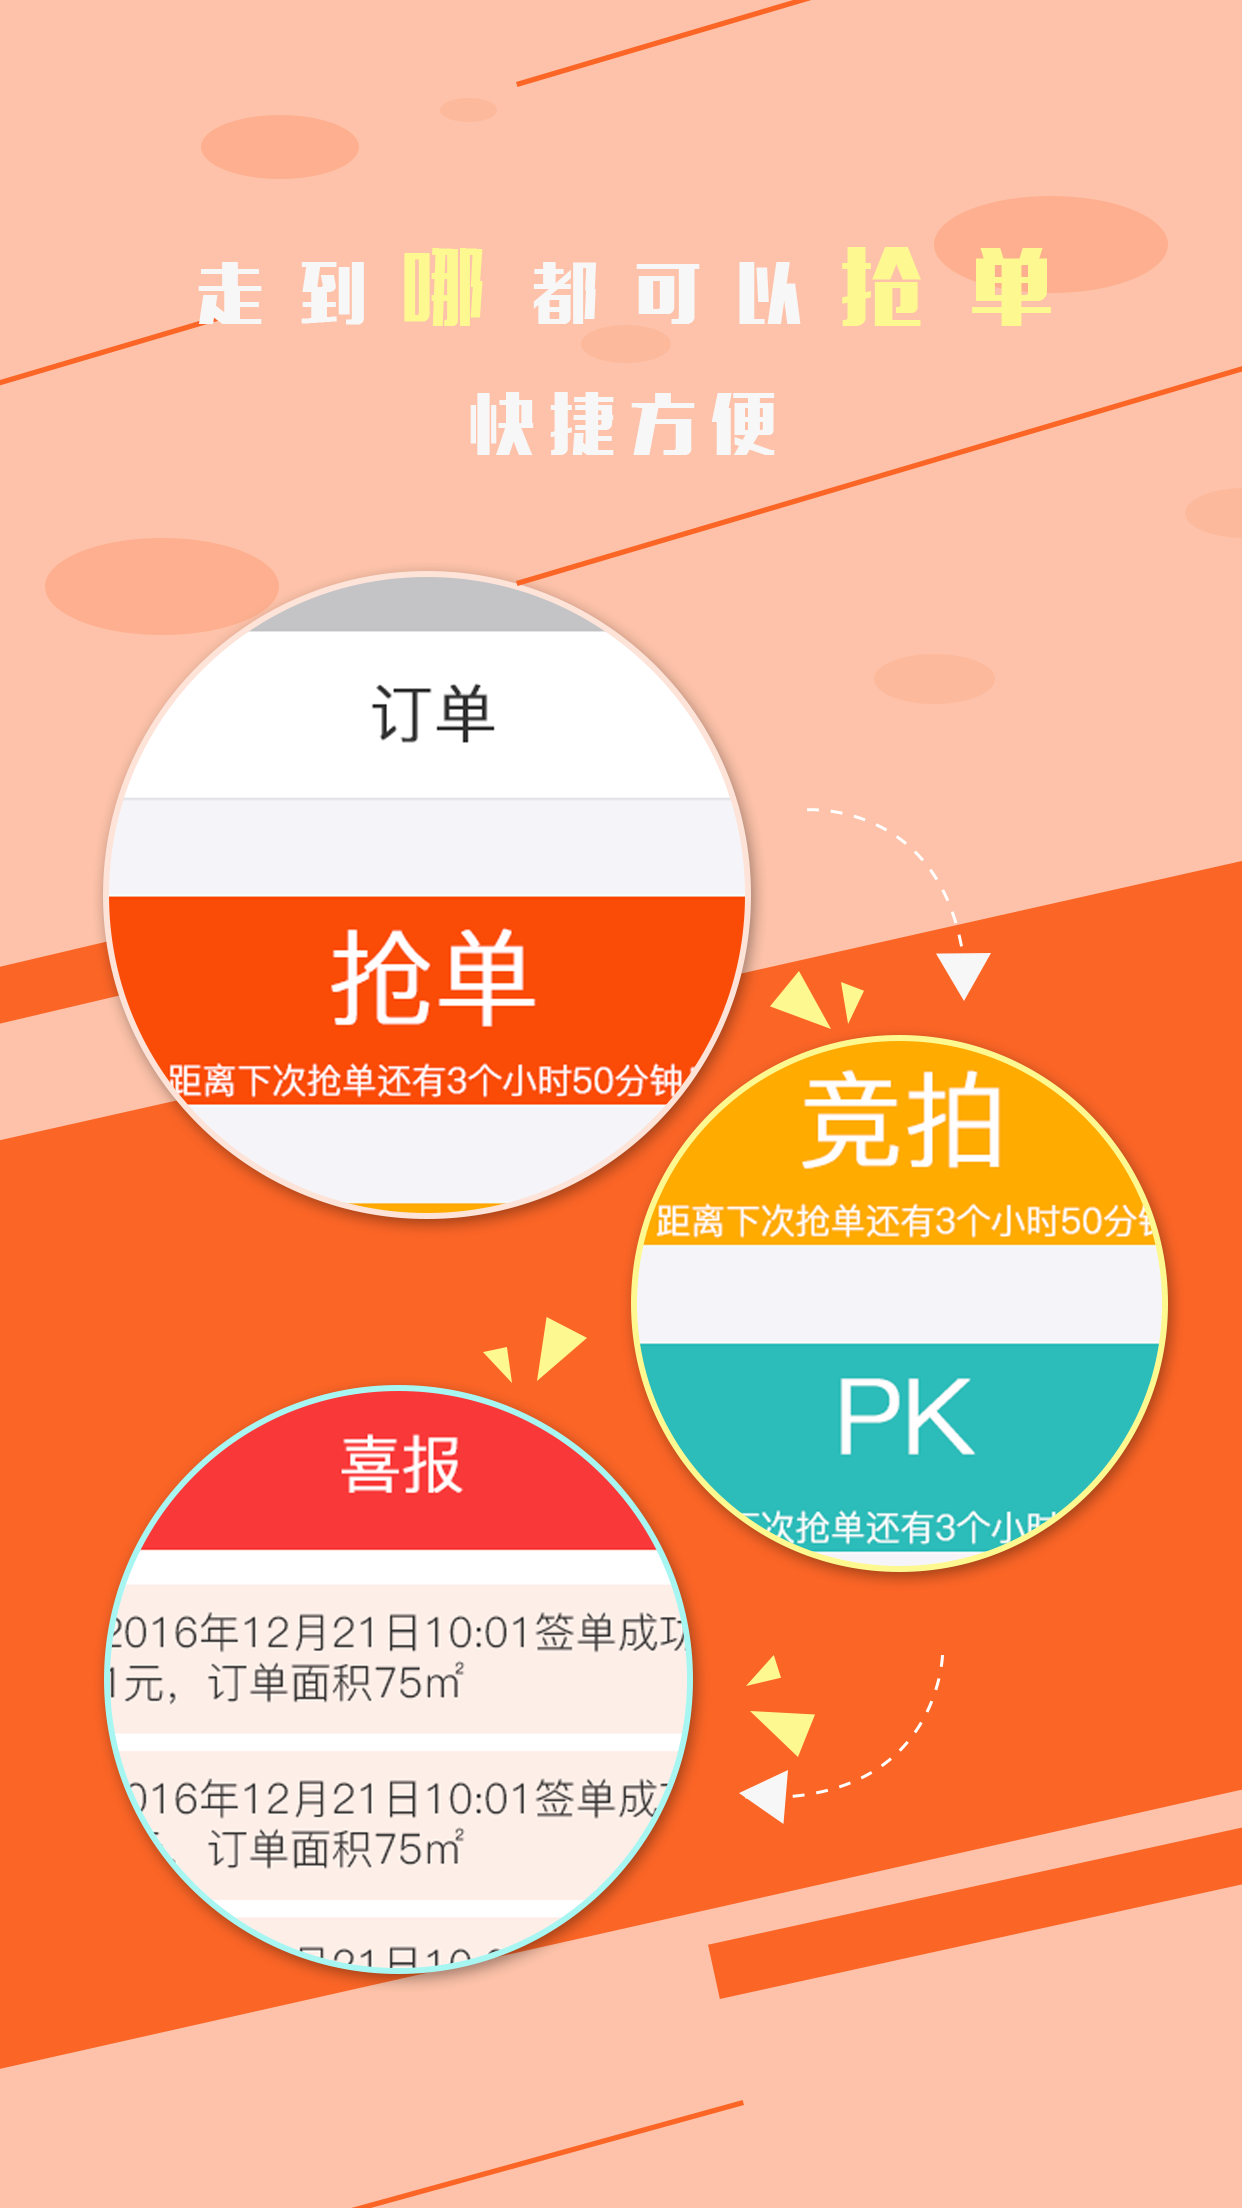 走到哪都可以抢单
快捷方便
订单
抢单
距离下次抢单还有3个小时50分钟
竞拍
距离下次抢单还有3个小时50分钟
PK
下次抢单还有3个小时
喜报
2016年12月21日10:01签单成功
1元，订单面积75㎡
016年12月21日10:01签单成
，订单面积75㎡
月21日10:0